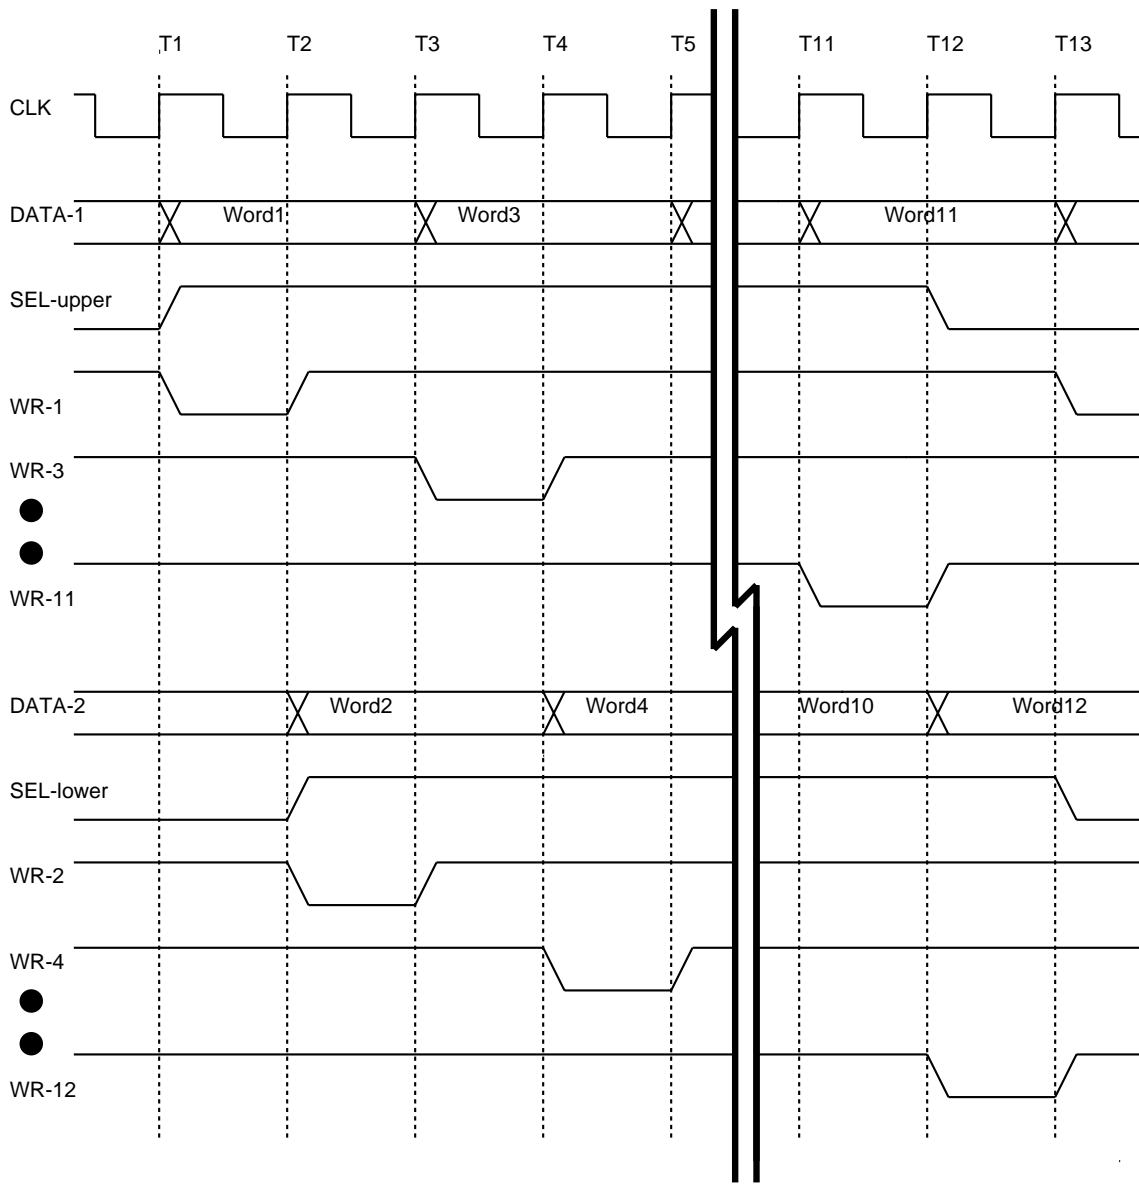 T1 T2 T3 T4 T5 T11 T12 T13
CLK
DATA-1 Word1 Word3 Word11
SEL-upper
WR-1
WR-3
WR-11
DATA-2 Word2 Word4 Word10 Word12
SEL-lower
WR-2
WR-4
WR-12